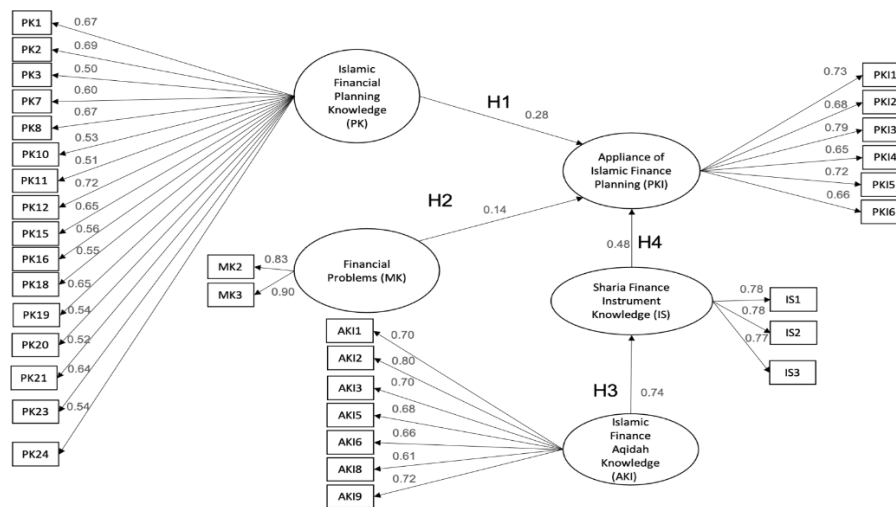 PK1
PK2
PK3
PK7
PK8
PK10
PK11
PK12
PK15
PK16
PK18
PK19
PK20
PK21
PK23
PK24
0.67
0.69
0.50
0.60
0.67
0.53
0.51
0.72
0.65
0.56
0.55
0.65
0.54
0.52
0.64
0.54
Islamic
Financial
Planning
Knowledge
(PK)
H1
0.28
Appliance of
Islamic Finance
Planning (PKI)
0.73
0.68
0.79
0.65
0.72
0.66
PKI1
PKI2
PKI3
PKI4
PKI5
PKI6
H2
0.14
MK2
MK3
0.83
0.90
Financial
Problems (MK)
H4
0.48
Sharia Finance
Instrument
Knowledge (IS)
0.78
0.78
0.77
IS1
IS2
IS3
AKI1
AKI2
AKI3
AKI5
AKI6
AKI8
AKI9
0.70
0.80
0.70
0.68
0.66
0.61
0.72
H3
0.74
Islamic
Finance
Aqidah
Knowledge
(AKI)